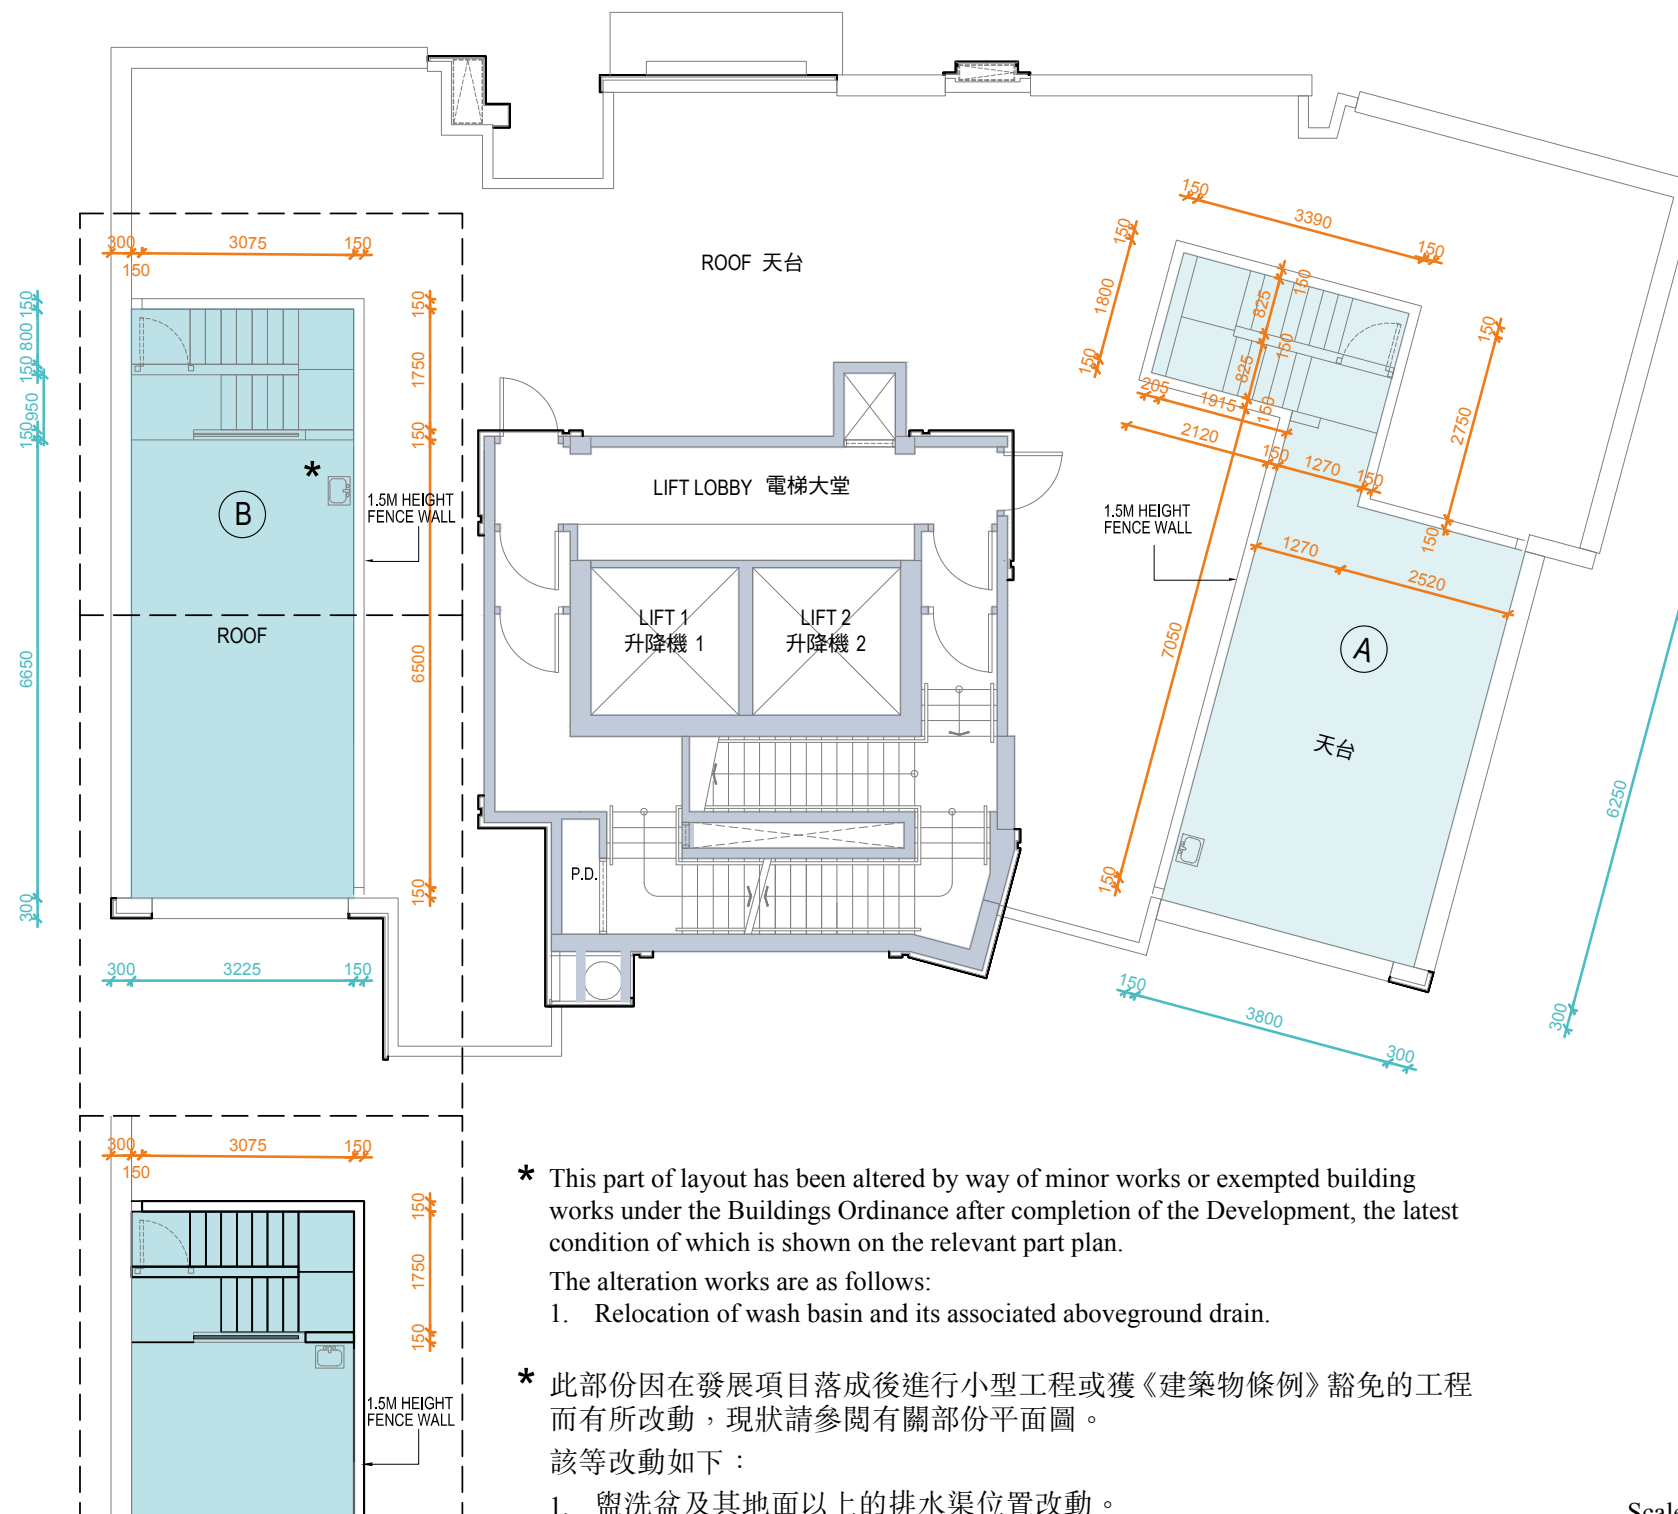 150
3390
150
300
3075
150
150
ROOF 天台
150
1800
150
825
150
825
150
150
205
1915
150
2120
150
1270
150
150
2750
150
150
800
150
950
150
6650
300
150
1750
150
6500
150
*
B
1.5M HEIGHT
FENCE WALL
LIFT LOBBY 電梯大堂
1.5M HEIGHT
FENCE WALL
1270
2520
ROOF
LIFT 1
升降機 1
LIFT 2
升降機 2
7050
150
A
天台
6250
300
P.D.
300
3225
150
150
3800
300
300
3075
150
150
150
1750
150
1.5M HEIGHT
FENCE WALL
* This part of layout has been altered by way of minor works or exempted building
works under the Buildings Ordinance after completion of the Development, the latest
condition of which is shown on the relevant part plan.
The alteration works are as follows:
1. Relocation of wash basin and its associated aboveground drain.
* 此部份因在發展項目落成後進行小型工程或獲《建築物條例》豁免的工程
而有所改動，現狀請參閱有關部份平面圖。
該等改動如下：
1. 盥洗盆及其地面以上的排水渠位置改動。
Scale